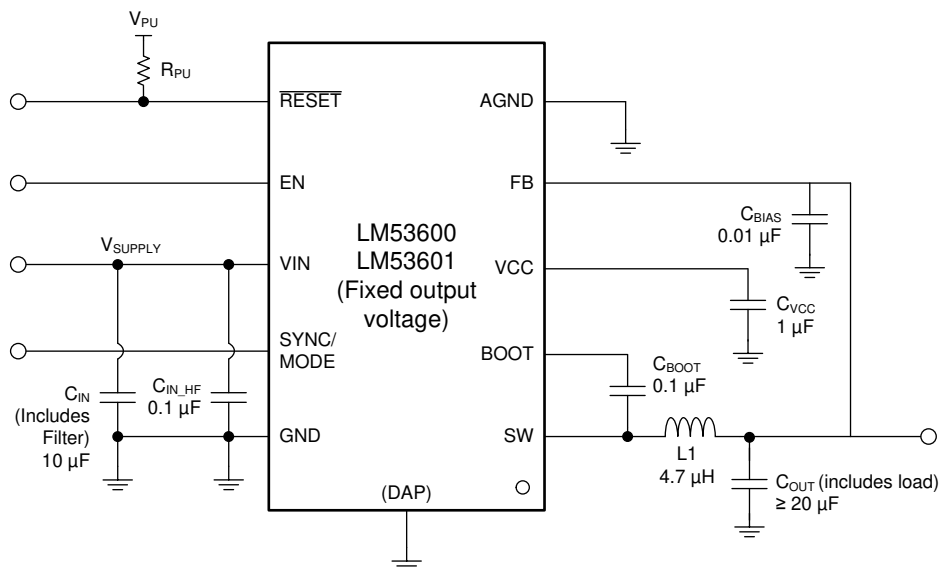 VPU
RPU
RESET
AGND
EN
FB
CBIAS
0.01 µF
LM53600
LM53601
(Fixed output
voltage)
VSUPPLY
VIN
VCC
CVCC
1 µF
SYNC/
MODE
BOOT
CBOOT
0.1 µF
CIN
(Includes
Filter)
10 µF
CIN_HF
0.1 µF
GND
SW
L1
4.7 µH
(DAP)
COUT (includes load)
≥ 20 µF